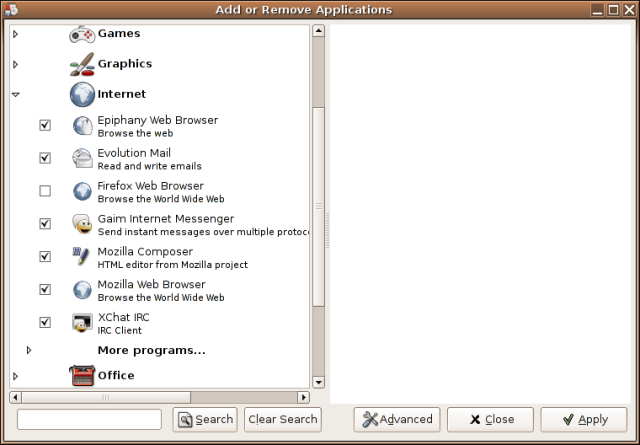 Add or Remove Applications
Games
Graphics
Internet
Epiphany Web Browser
Browse the web
Evolution Mail
Read and write emails
Firefox Web Browser
Browse the World Wide Web
Gaim Internet Messenger
Send instant messages over multiple protoc
Mozilla Composer
HTML editor from Mozilla project
Mozilla Web Browser
Browse the World Wide Web
XChat IRC
IRC Client
More programs...
Office
Search Clear Search Advanced Close Apply